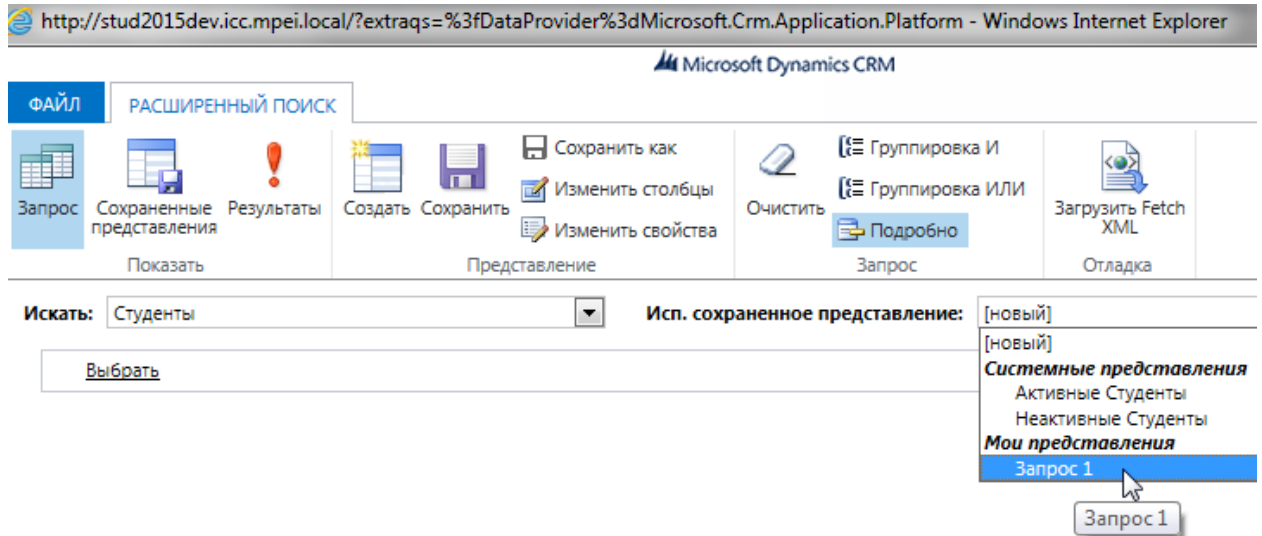 http://stud2015dev.icc.mpei.local/?extraqs=%3fDataProvider%3dMicrosoft.Crm.Application.Platform - Windows Internet Explorer
Microsoft Dynamics CRM
ФАЙЛ РАСШИРЕННЫЙ ПОИСК
Сохранить как Группировка И
Изменить столбцы Группировка ИЛИ
Запрос Сохраненные представления Результаты Создать Сохранить Изменить свойства Очистить Подробно Загрузить Fetch XML
Показать Представление Запрос Отладка
Искать: Студенты Исп. сохраненное представление: [новый]
[новый]
Выбрать Системные представления
Активные Студенты
Неактивные Студенты
Мои представления
Запрос 1
Запрос 1